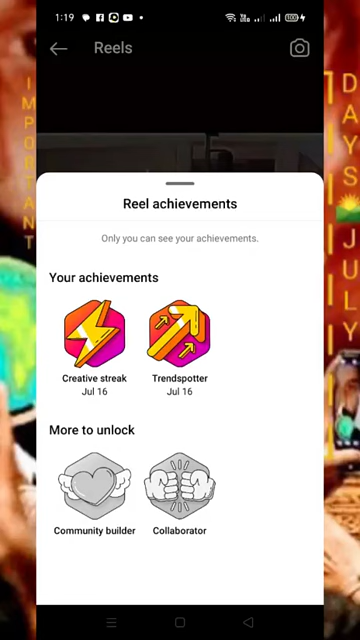 1:19
100
Reels
Reel achievements
Only you can see your achievements.
Your achievements
Creative streak
Jul 16
Trendspotter
Jul 16
More to unlock
Community builder
Collaborator
IMPORTANT
DAYS
JULY